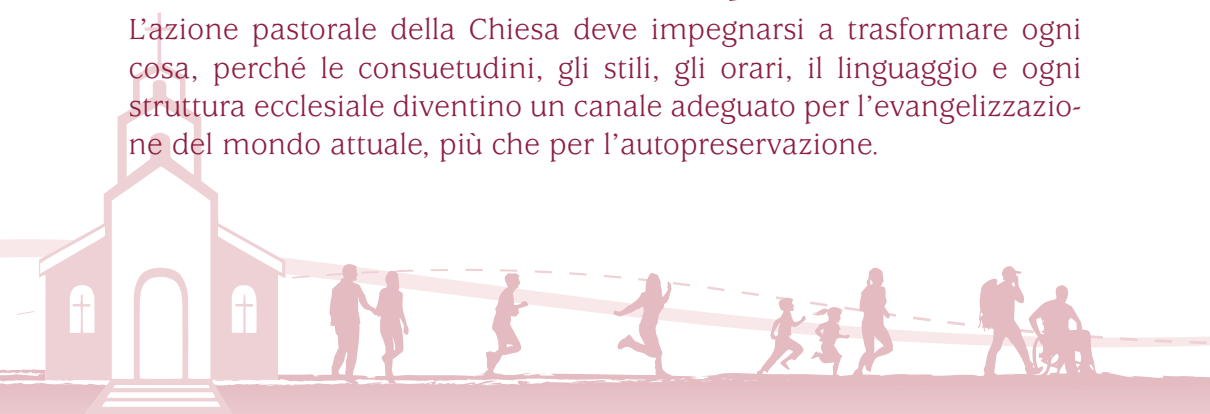 L’azione pastorale della Chiesa deve impegnarsi a trasformare ogni
cosa, perché le consuetudini, gli stili, gli orari, il linguaggio e ogni
struttura ecclesiale diventino un canale adeguato per l’evangelizzazio-
ne del mondo attuale, più che per l’autopreservazione.